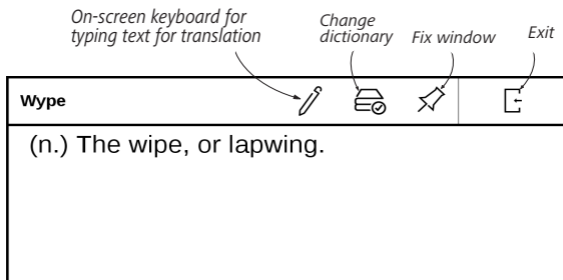 On-screen keyboard for
typing text for translation
Change
dictionary
Fix window
Exit
Wype
(n.) The wipe, or lapwing.